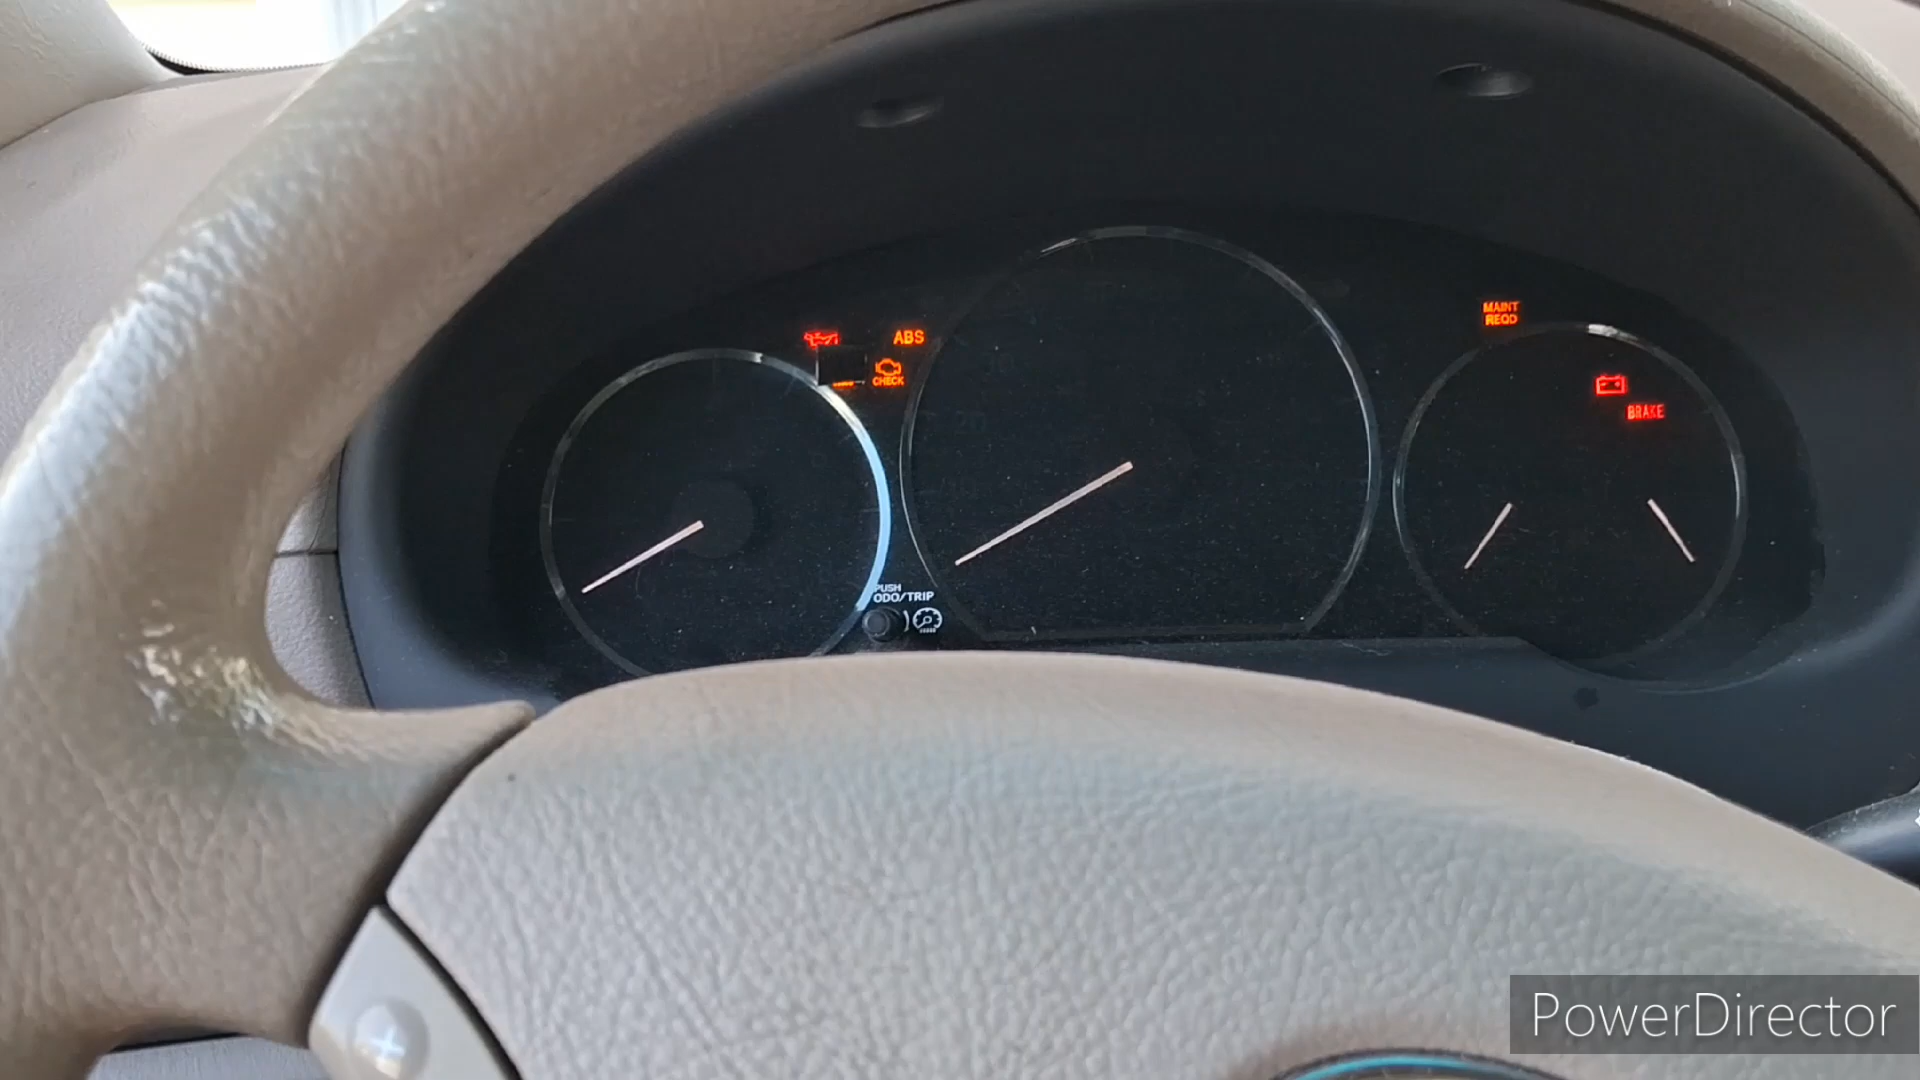 ABS
CHECK
MAINT
REQD
BRAKE
PUSH
ODO/TRIP
PowerDirector